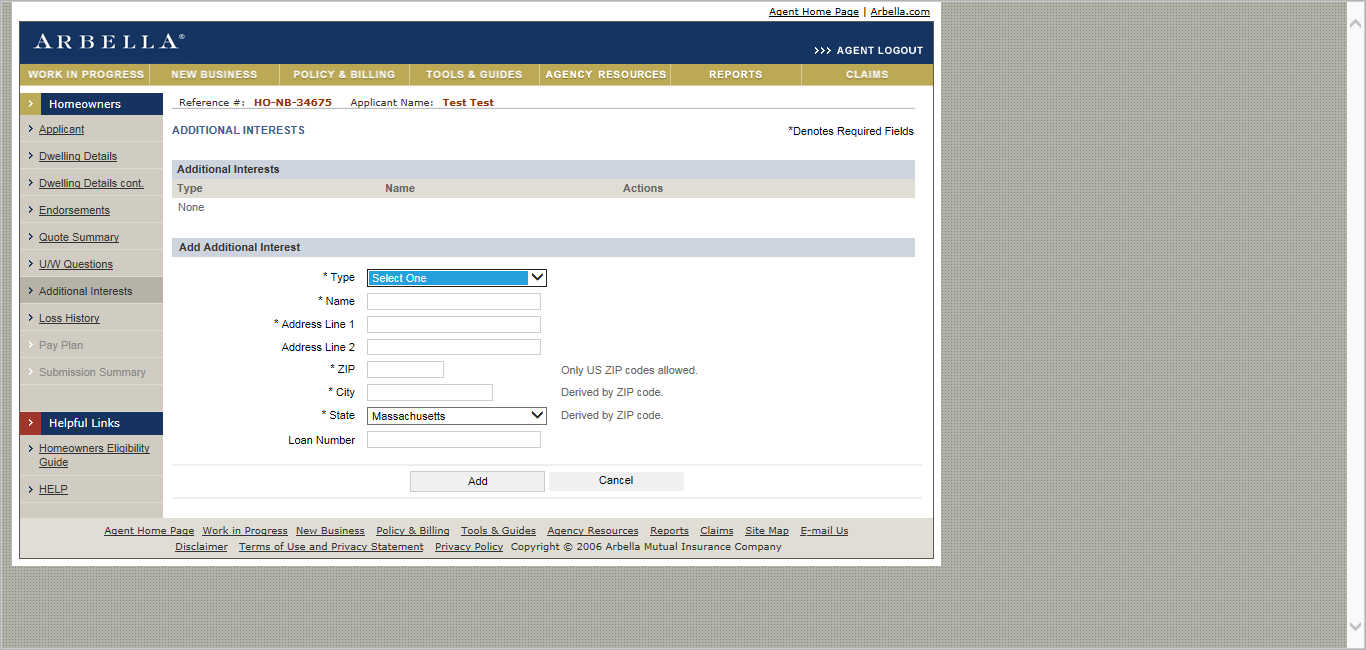 Agent Home Page | Arbella.com
ARBELLA®
>>> AGENT LOGOUT
WORK IN PROGRESS NEW BUSINESS POLICY & BILLING TOOLS & GUIDES AGENCY RESOURCES REPORTS CLAIMS
Homeowners
Applicant
Dwelling Details
Dwelling Details cont.
Endorsements
Quote Summary
U/W Questions
Additional Interests
Loss History
Pay Plan
Submission Summary
Helpful Links
Homeowners Eligibility
Guide
HELP
Reference #: HO-NB-34675 Applicant Name: Test Test
ADDITIONAL INTERESTS
*Denotes Required Fields
Additional Interests
Type Name Actions
None
Add Additional Interest
* Type Select One
* Name
* Address Line 1
Address Line 2
* ZIP Only US ZIP codes allowed.
* City Derived by ZIP code.
* State Massachusetts Derived by ZIP code.
Loan Number
Add Cancel
Agent Home Page Work in Progress New Business Policy & Billing Tools & Guides Agency Resources Reports Claims Site Map E-mail Us
Disclaimer Terms of Use and Privacy Statement Privacy Policy Copyright © 2006 Arbella Mutual Insurance Company